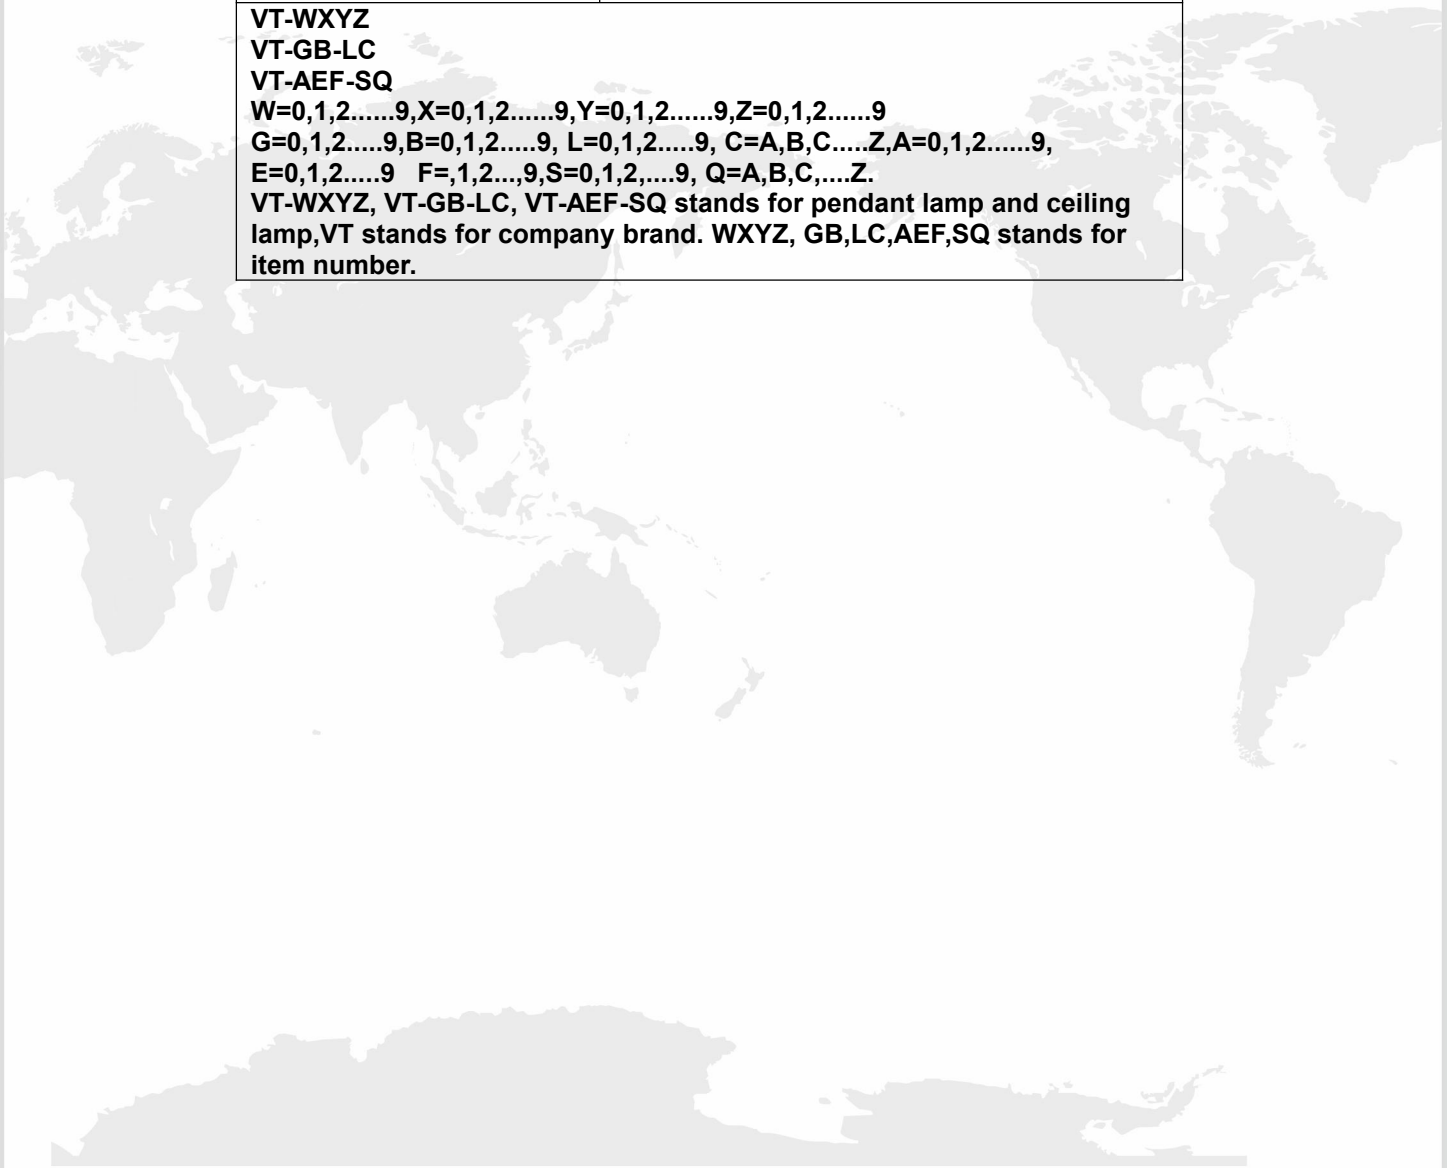 VT-WXYZ
VT-GB-LC
VT-AEF-SQ
W=0,1,2......9,X=0,1,2......9,Y=0,1,2......9,Z=0,1,2......9
G=0,1,2.....9,B=0,1,2.....9, L=0,1,2.....9, C=A,B,C.....Z,A=0,1,2......9,
E=0,1,2.....9   F=,1,2...,9,S=0,1,2,....9, Q=A,B,C,....Z.
VT-WXYZ, VT-GB-LC, VT-AEF-SQ stands for pendant lamp and ceiling
lamp,VT stands for company brand. WXYZ, GB,LC,AEF,SQ stands for
item number.